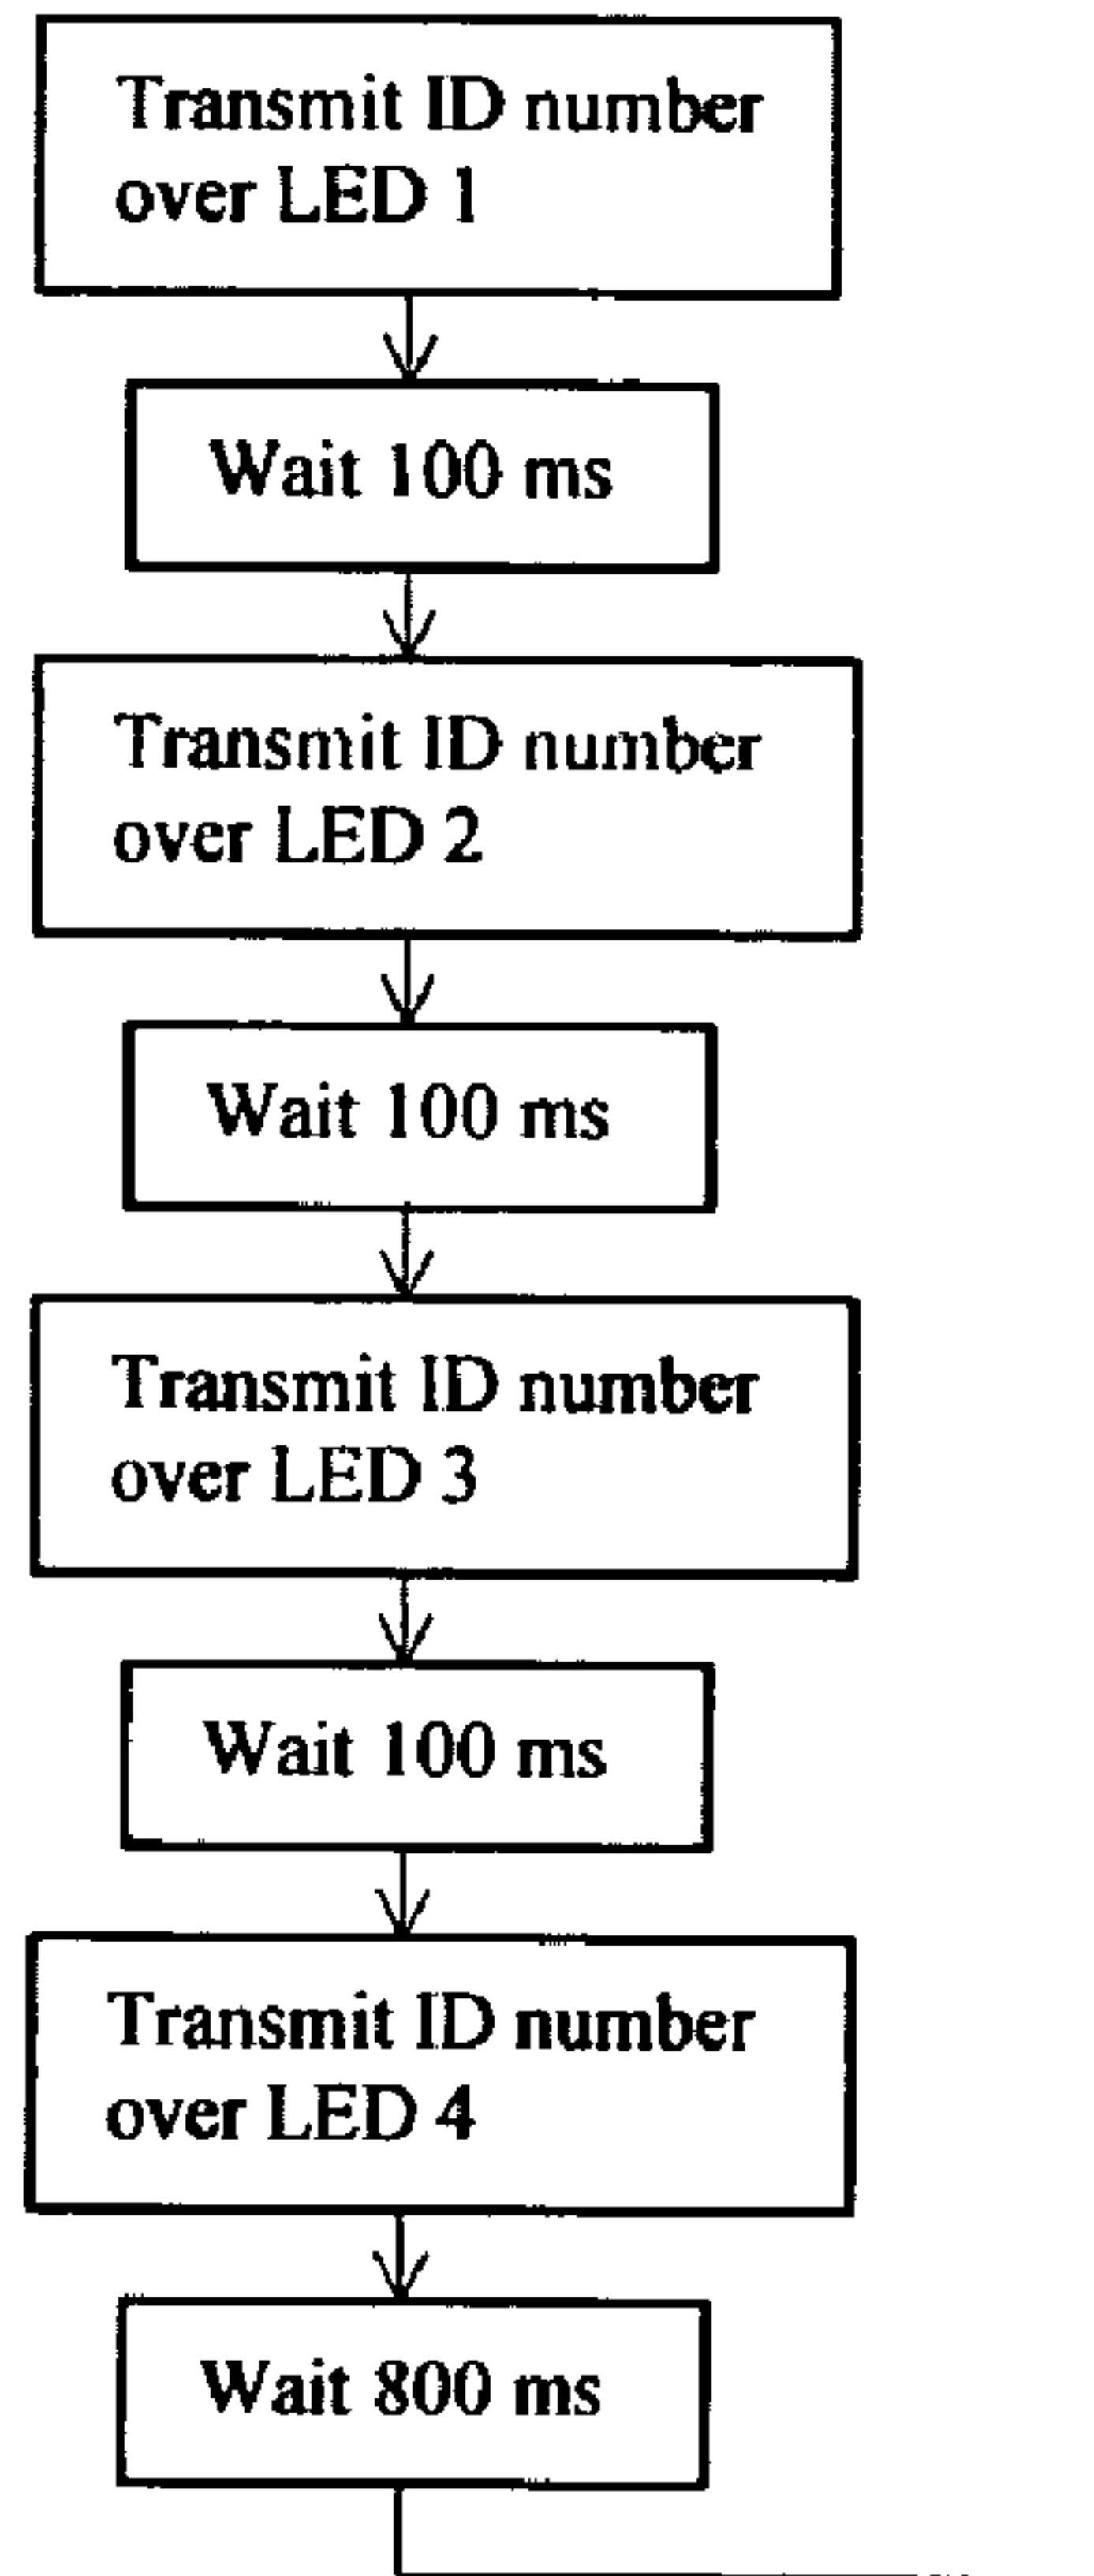 Transmit ID number
over LED 1
Wait 100 ms
Transmit ID number
over LED 2
Wait 100 ms
Transmit ID number
over LED 3
Wait 100 ms
Transmit ID number
over LED 4
Wait 800 ms